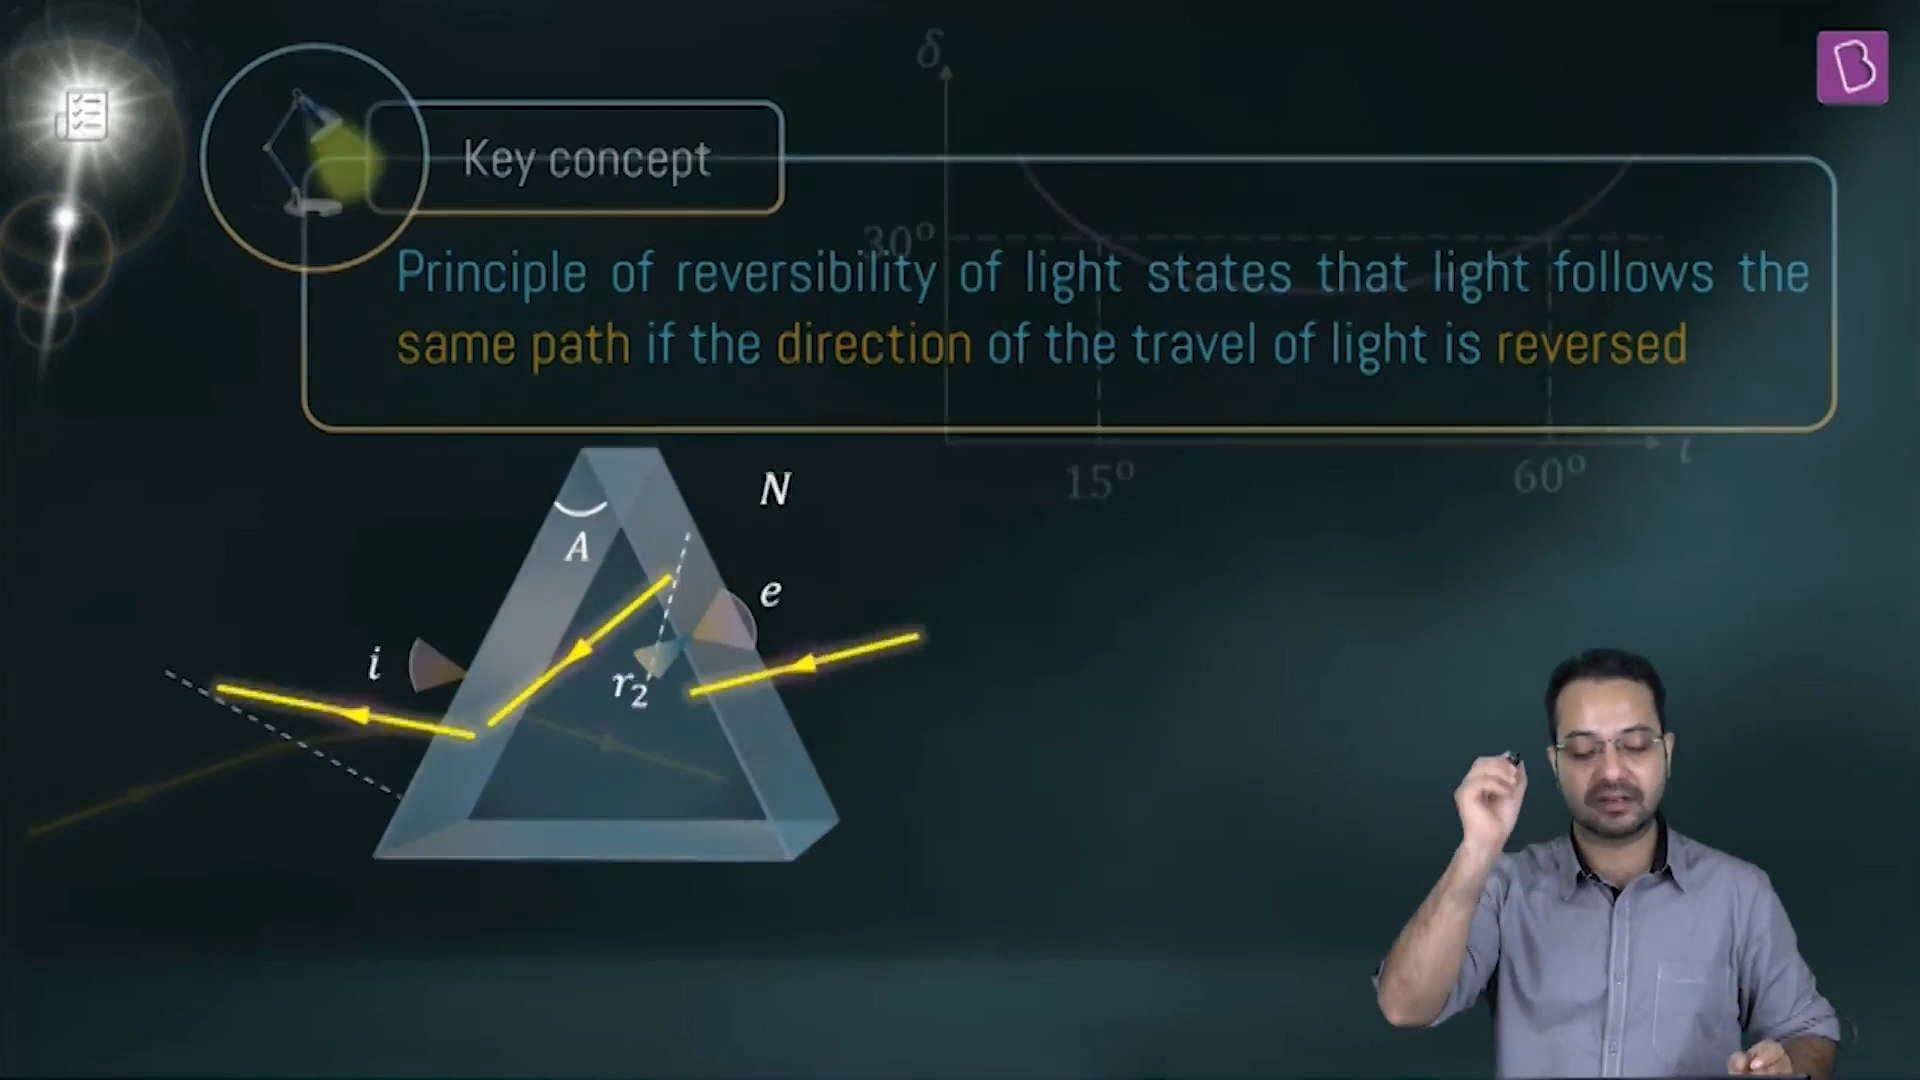 δ
Key concept
30°
Principle of reversibility of light states that light follows the
same path if the direction of the travel of light is reversed
15°
60°
i
N
A
e
i
r₂
B